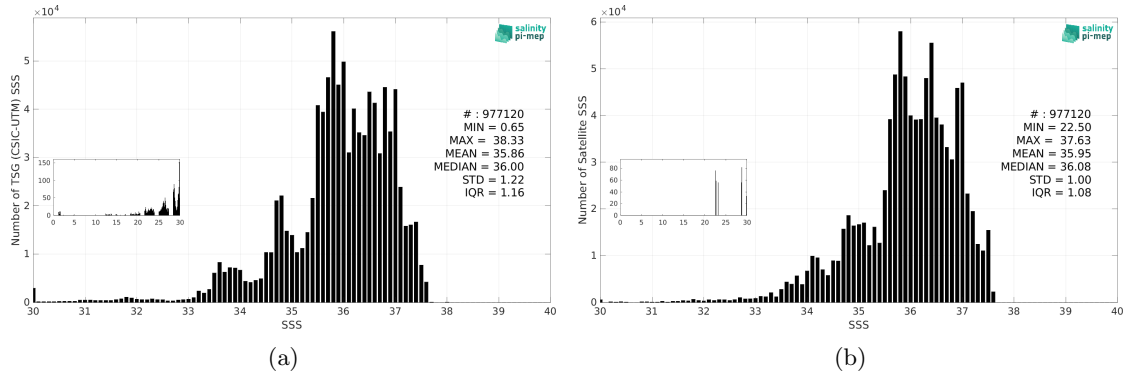 ×10⁴
salinity
pi-mep
Number of TSG (CSIC-UTM) SSS
5
4
3
2
1
0
# : 977120
MIN = 0.65
MAX = 38.33
MEAN = 35.86
MEDIAN = 36.00
STD = 1.22
IQR = 1.16
150
100
50
0
0 5 10 15 20 25 30
30 31 32 33 34 35 36 37 38 39 40
SSS
(a)
×10⁴
salinity
pi-mep
Number of Satellite SSS
6
5
4
3
2
1
0
# : 977120
MIN = 22.50
MAX = 37.63
MEAN = 35.95
MEDIAN = 36.08
STD = 1.00
IQR = 1.08
80
60
40
20
0
0 5 10 15 20 25 30
30 31 32 33 34 35 36 37 38 39 40
SSS
(b)